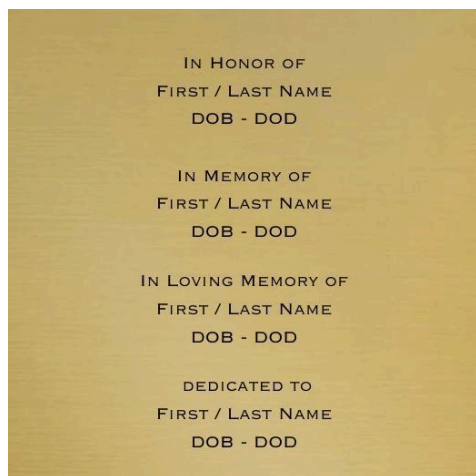 In Honor of
First / Last Name
DOB - DOD
In Memory of
First / Last Name
DOB - DOD
In Loving Memory of
First / Last Name
DOB - DOD
DEDICATED TO
First / Last Name
DOB - DOD